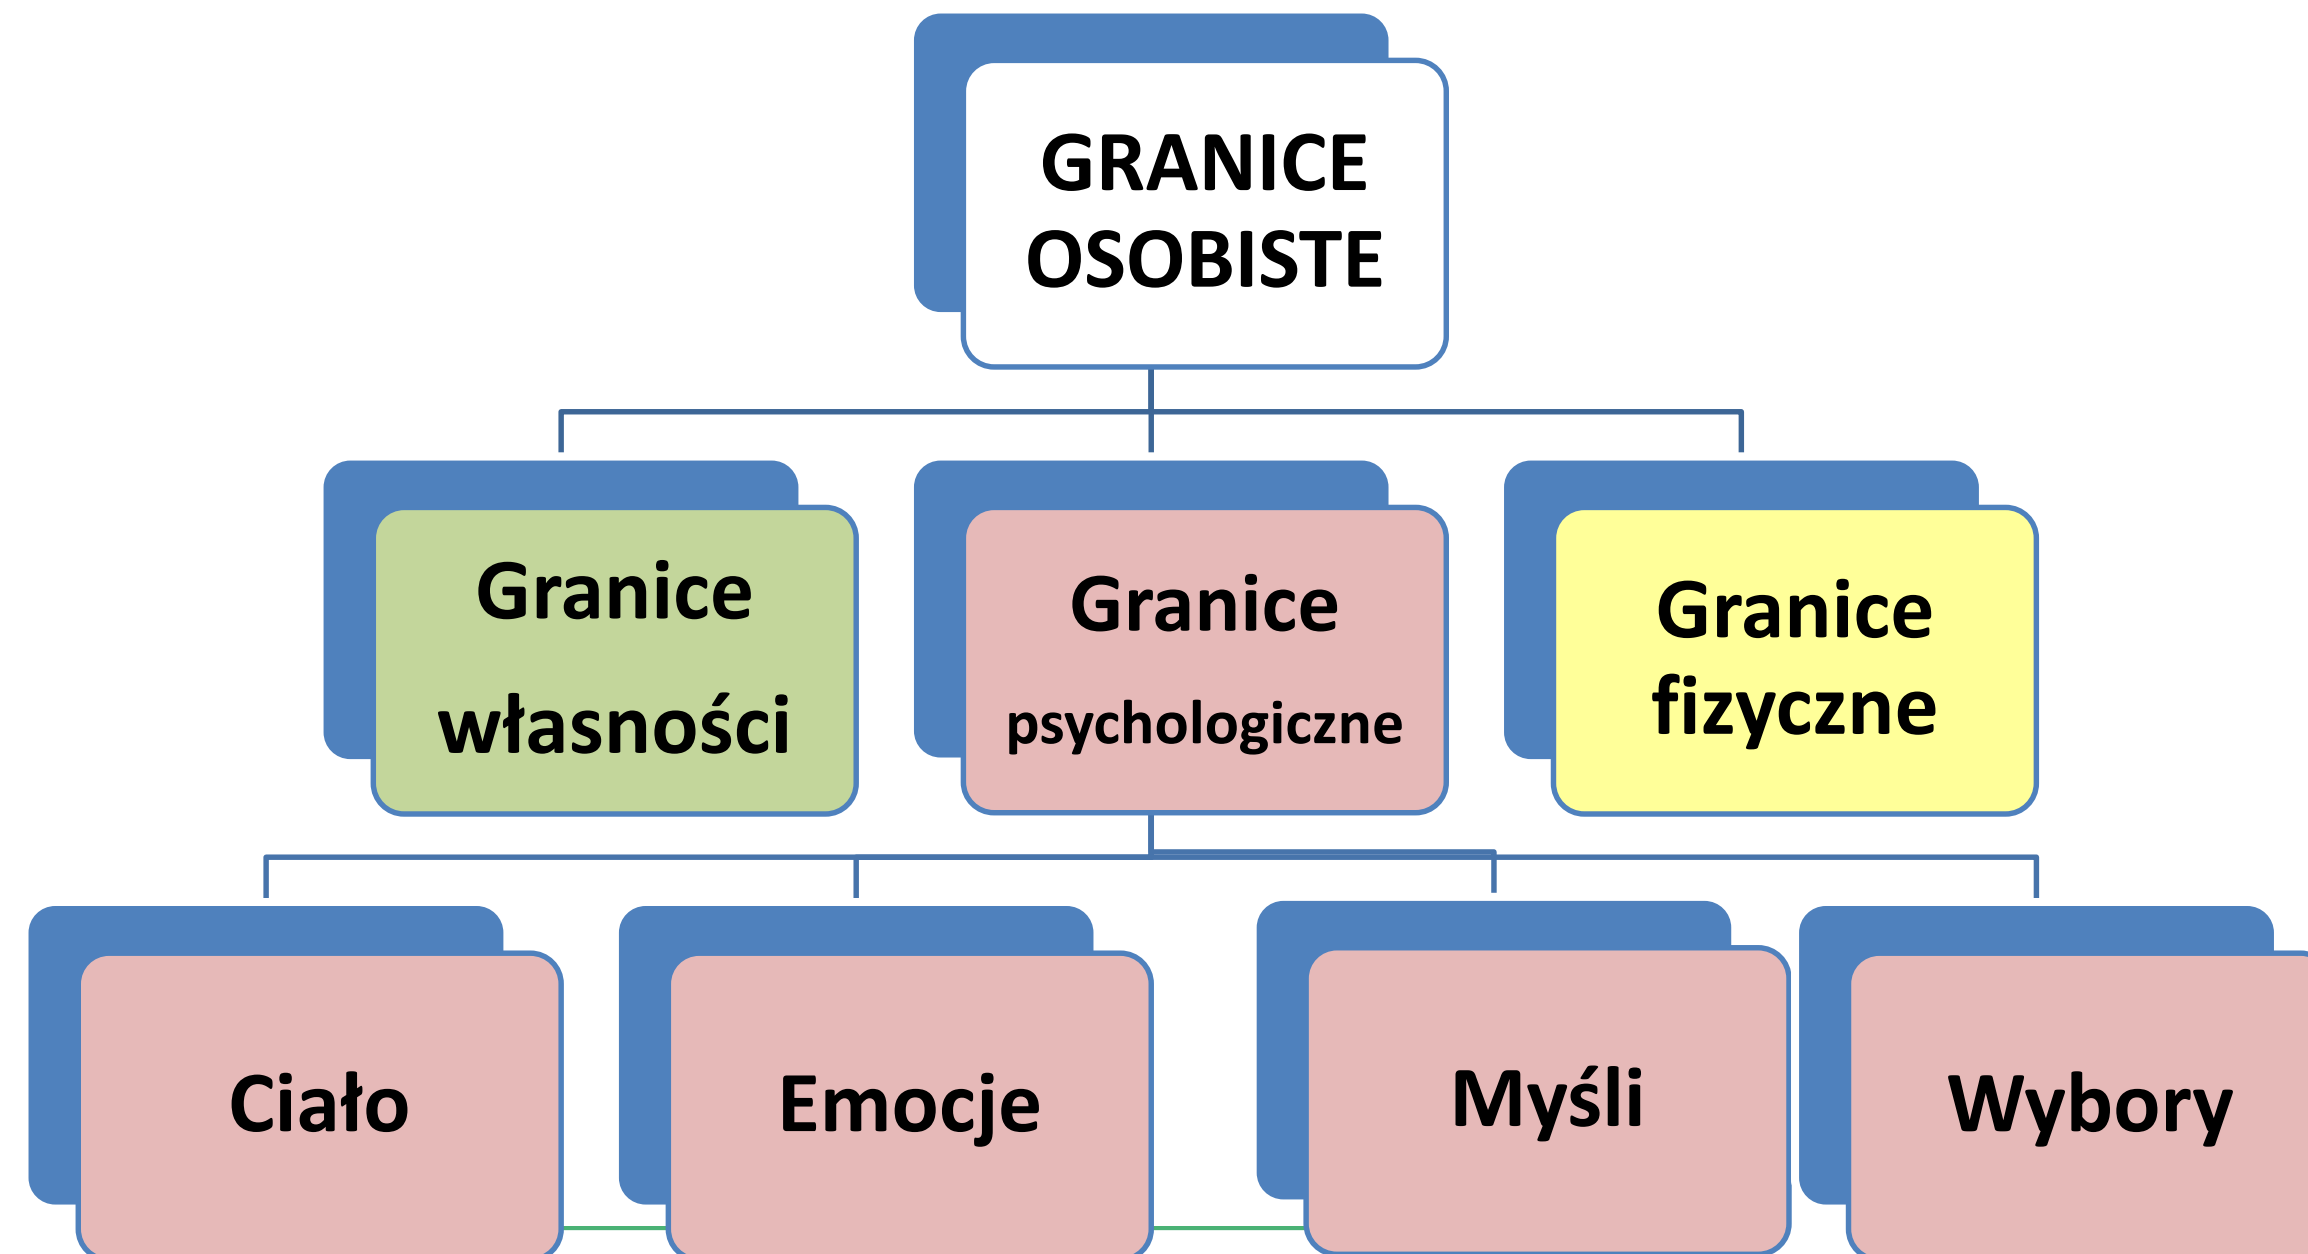 GRANICE
OSOBISTE
Granice
własności
Granice
psychologiczne
Granice
fizyczne
Ciało
Emocje
Myśli
Wybory